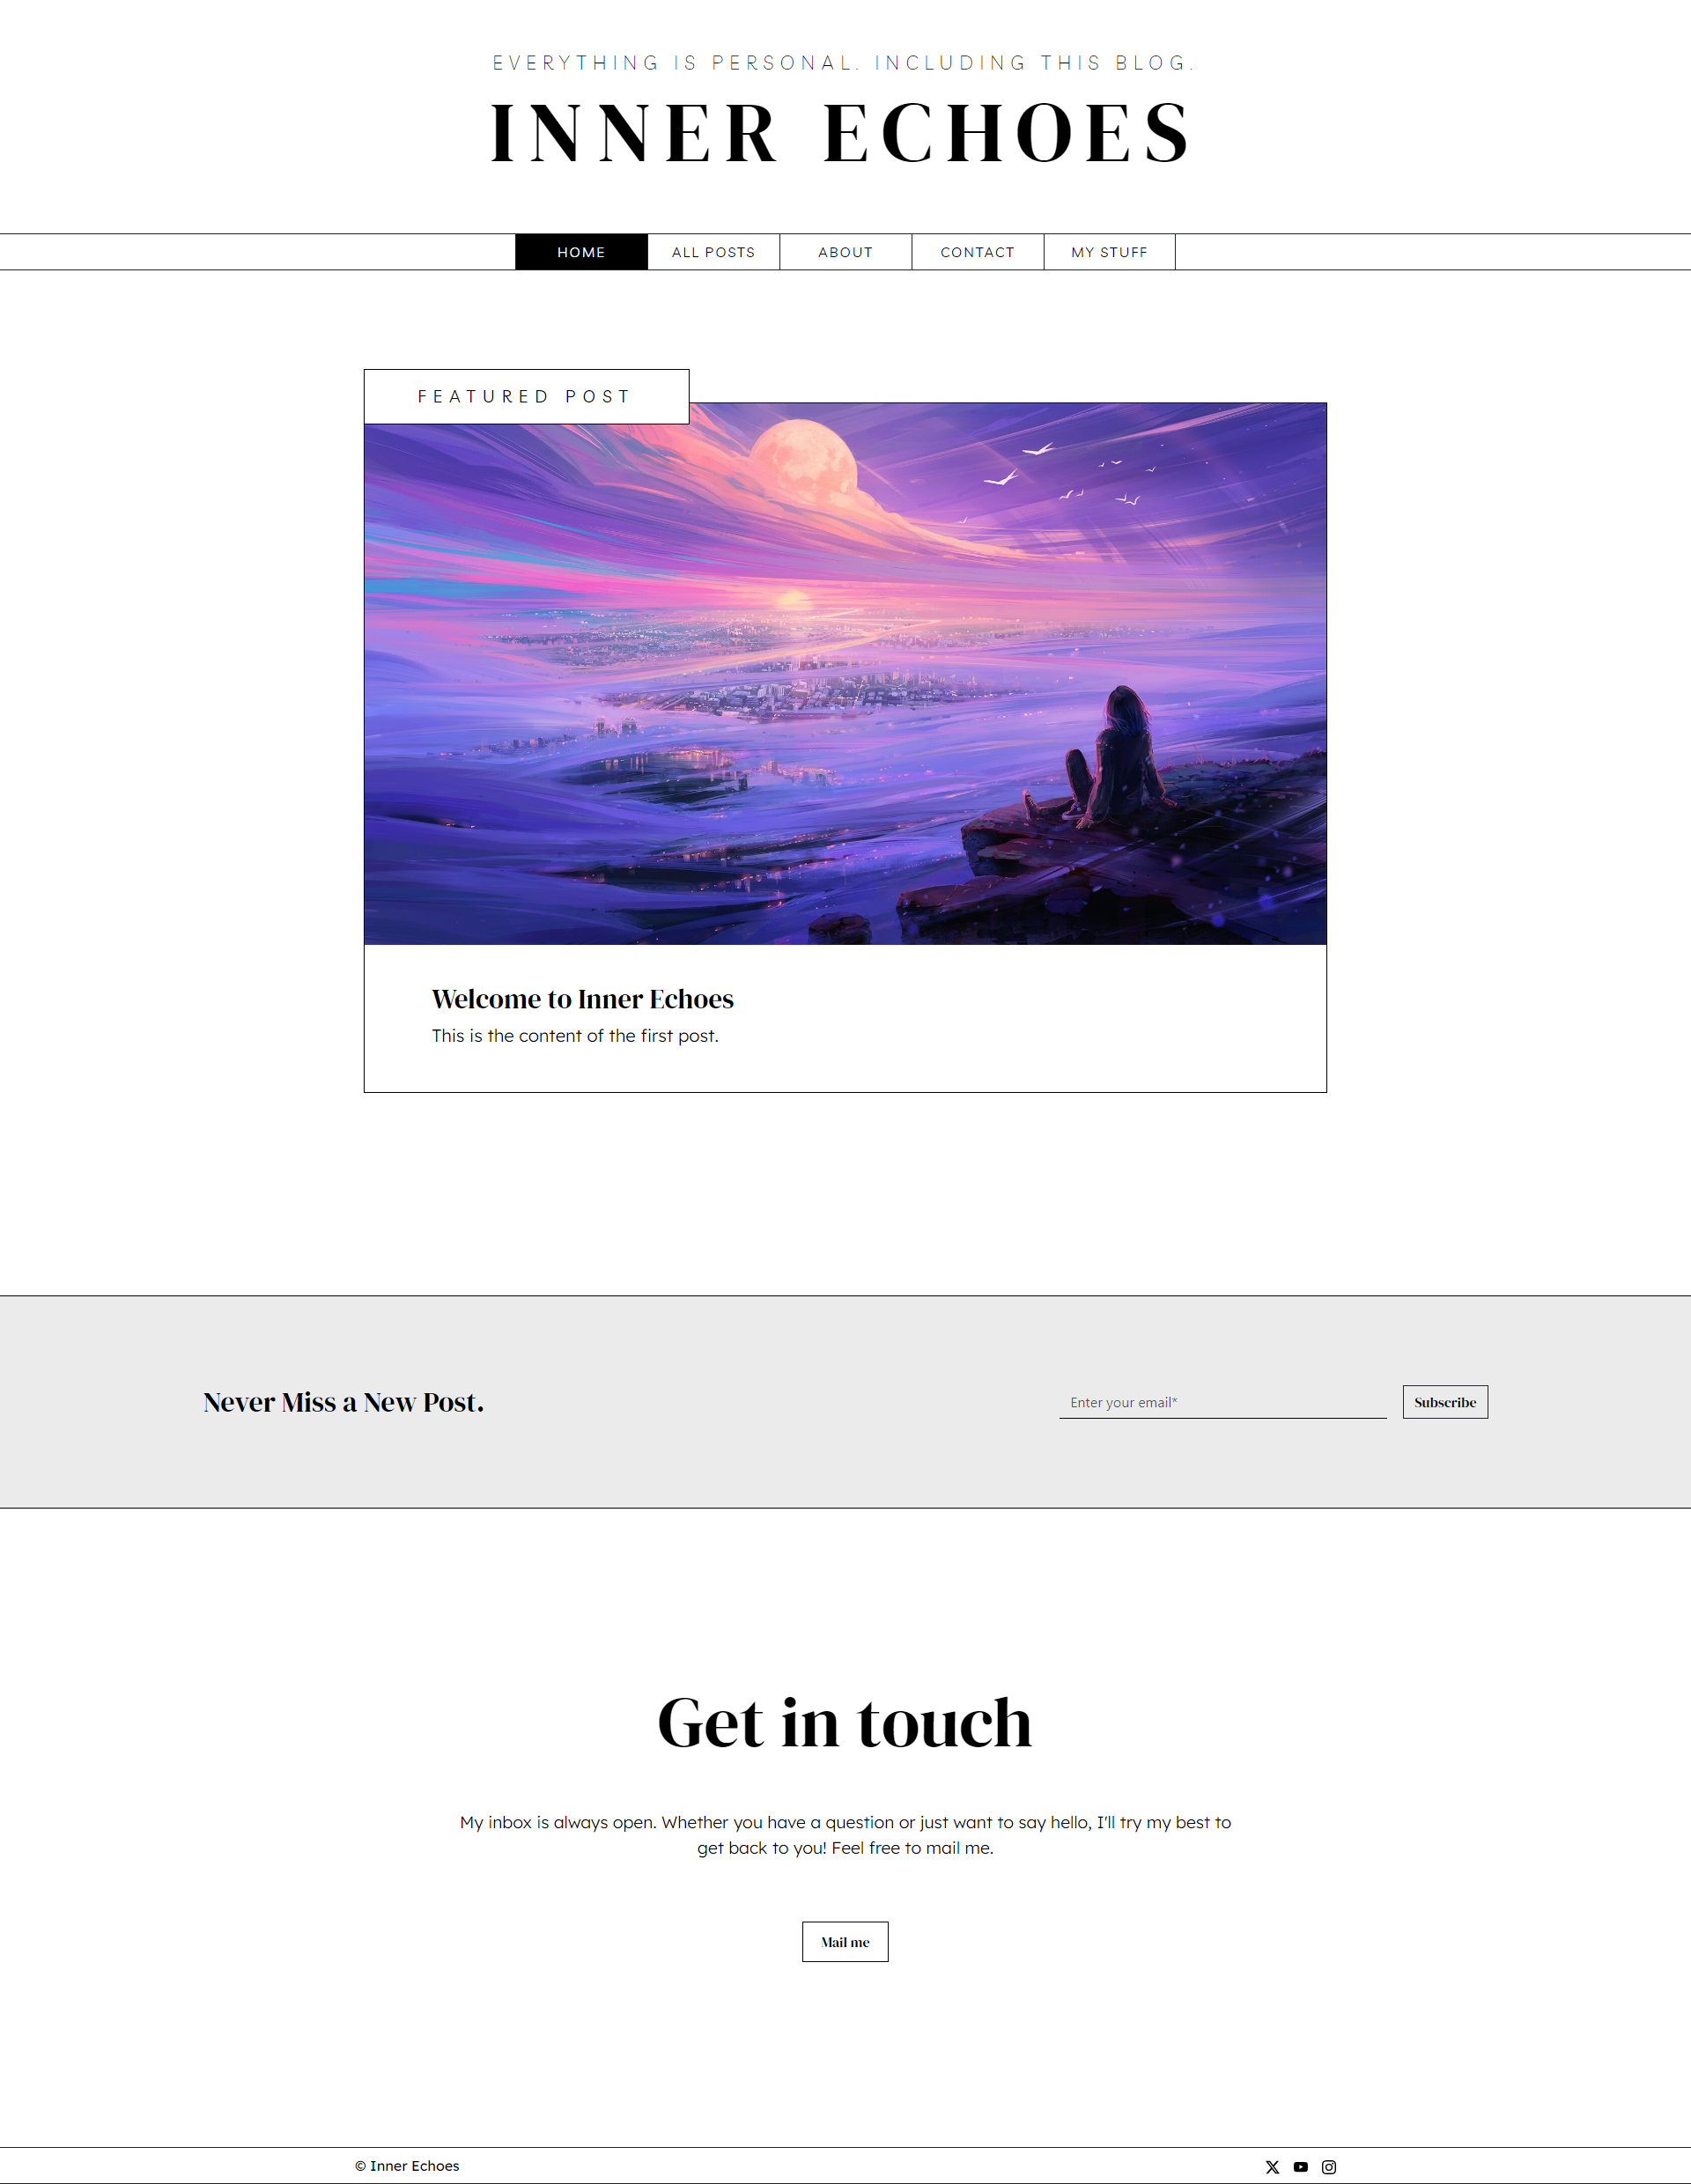 EVERYTHING IS PERSONAL. INCLUDING THIS BLOG.
INNER ECHOES
HOME
ALL POSTS
ABOUT
CONTACT
MY STUFF
FEATURED POST
Welcome to Inner Echoes
This is the content of the first post.
Never Miss a New Post.
Enter your email*
Subscribe
Get in touch
My inbox is always open. Whether you have a question or just want to say hello, I'll try my best to
get back to you! Feel free to mail me.
Mail me
© Inner Echoes